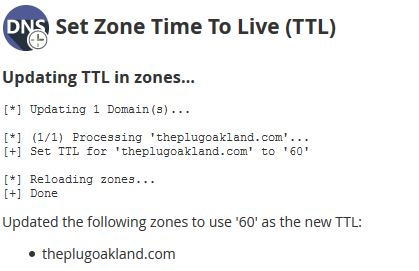 DNS Set Zone Time To Live (TTL)
Updating TTL in zones...
[*] Updating 1 Domain(s)...
[*] (1/1) Processing 'theplugoakland.com'...
[+] Set TTL for 'theplugoakland.com' to '60'
[*] Reloading zones...
[+] Done
Updated the following zones to use '60' as the new TTL:
• theplugoakland.com